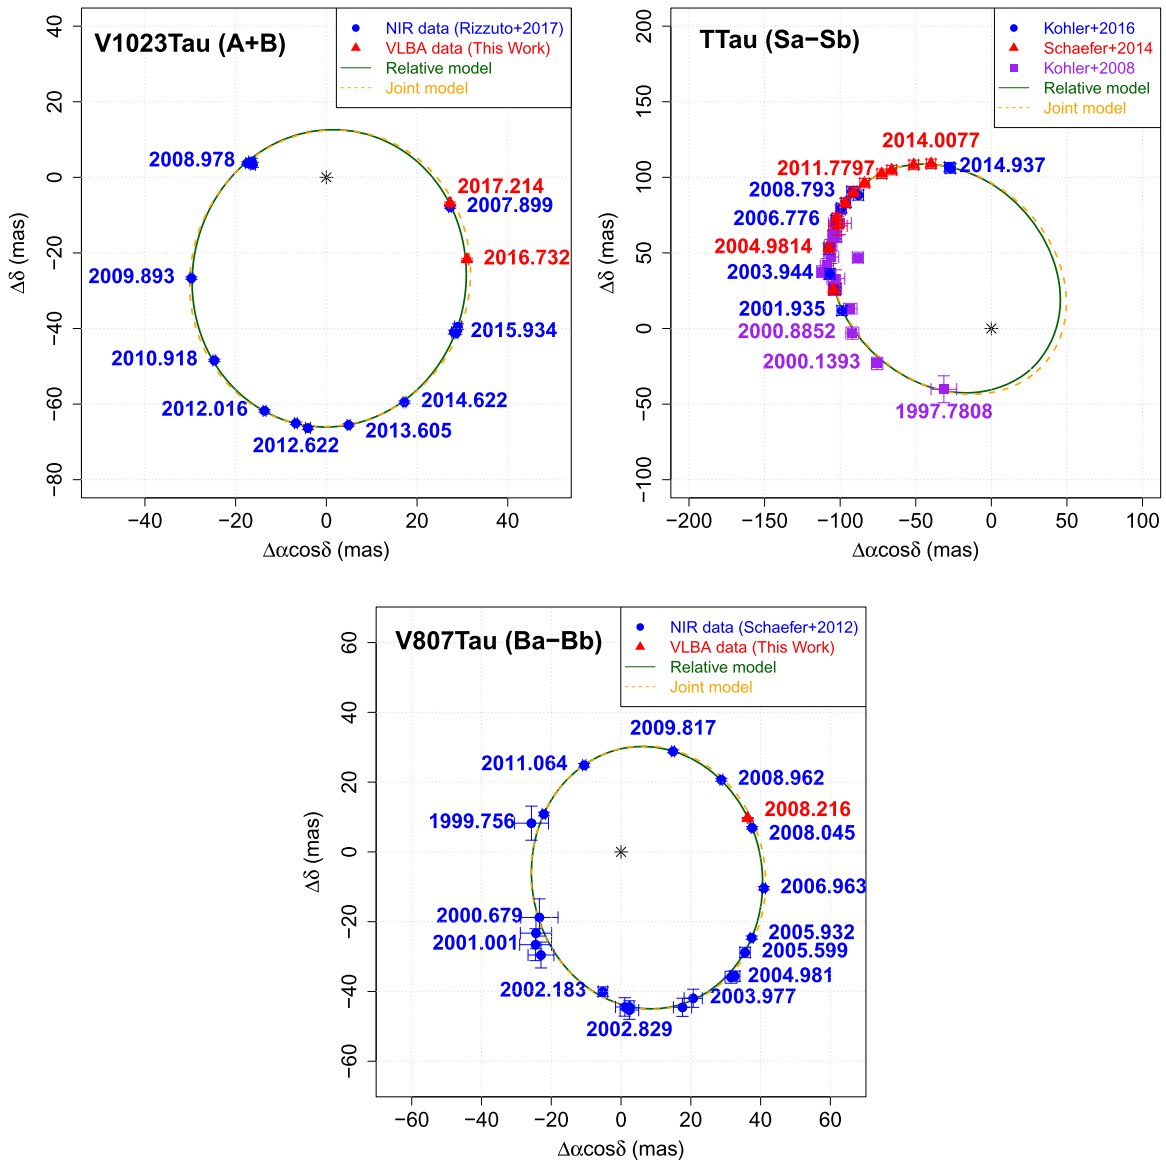 V1023Tau (A+B)
NIR data (Rizzuto+2017)
VLBA data (This Work)
Relative model
Joint model
2008.978
2017.214
2007.899
2016.732
2009.893
2015.934
2010.918
2014.622
2012.016
2013.605
2012.622
40
20
0
−20
−40
−60
−80
Δδ (mas)
−40 −20 0 20 40
Δαcosδ (mas)
TTau (Sa−Sb)
Kohler+2016
Schaefer+2014
Kohler+2008
Relative model
Joint model
2014.0077
2011.7797
2014.937
2008.793
2006.776
2004.9814
2003.944
2001.935
2000.8852
2000.1393
1997.7808
200
150
100
50
0
−50
−100
Δδ (mas)
−200 −150 −100 −50 0 50 100
Δαcosδ (mas)
V807Tau (Ba−Bb)
NIR data (Schaefer+2012)
VLBA data (This Work)
Relative model
Joint model
2009.817
2011.064
2008.962
2008.216
1999.756
2008.045
2006.963
2000.679
2005.932
2001.001
2005.599
2004.981
2002.183
2003.977
2002.829
60
40
20
0
−20
−40
−60
Δδ (mas)
−60 −40 −20 0 20 40 60
Δαcosδ (mas)